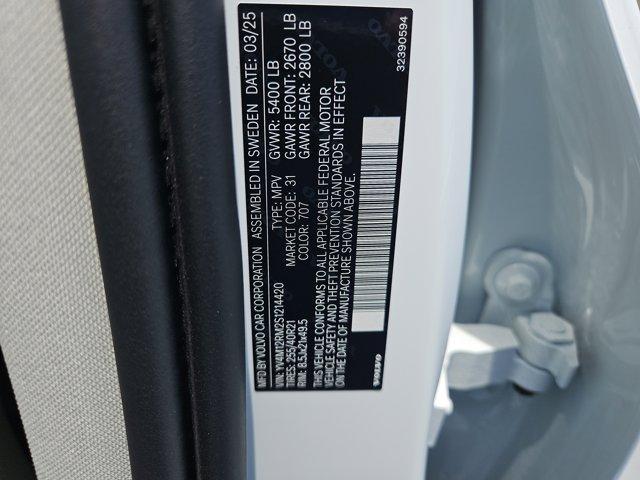 MFD BY VOLVO CAR CORPORATION ASSEMBLED IN SWEDEN DATE: 03/25
GVWR: 5400 LB
VIN: YV4M12RM2S1214420 TYPE: MPV GAWR FRONT: 2670 LB
TIRES: 255/40R21 MARKET CODE: 31 GAWR REAR: 2800 LB
RIM: 8.5Jx21x49.5 COLOR: 707
THIS VEHICLE CONFORMS TO ALL APPLICABLE FEDERAL MOTOR
VEHICLE SAFETY AND THEFT PREVENTION STANDARDS IN EFFECT
ON THE DATE OF MANUFACTURE SHOWN ABOVE.
VOLVO
32390594